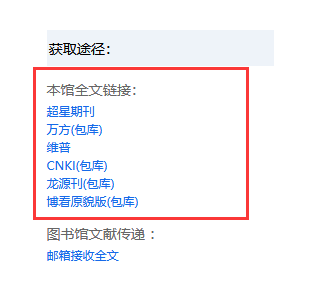 获取途径：
本馆全文链接：
超星期刊
万方(包库)
维普
CNKI(包库)
龙源刊(包库)
博看原貌版(包库)
图书馆文献传递 ：
邮箱接收全文